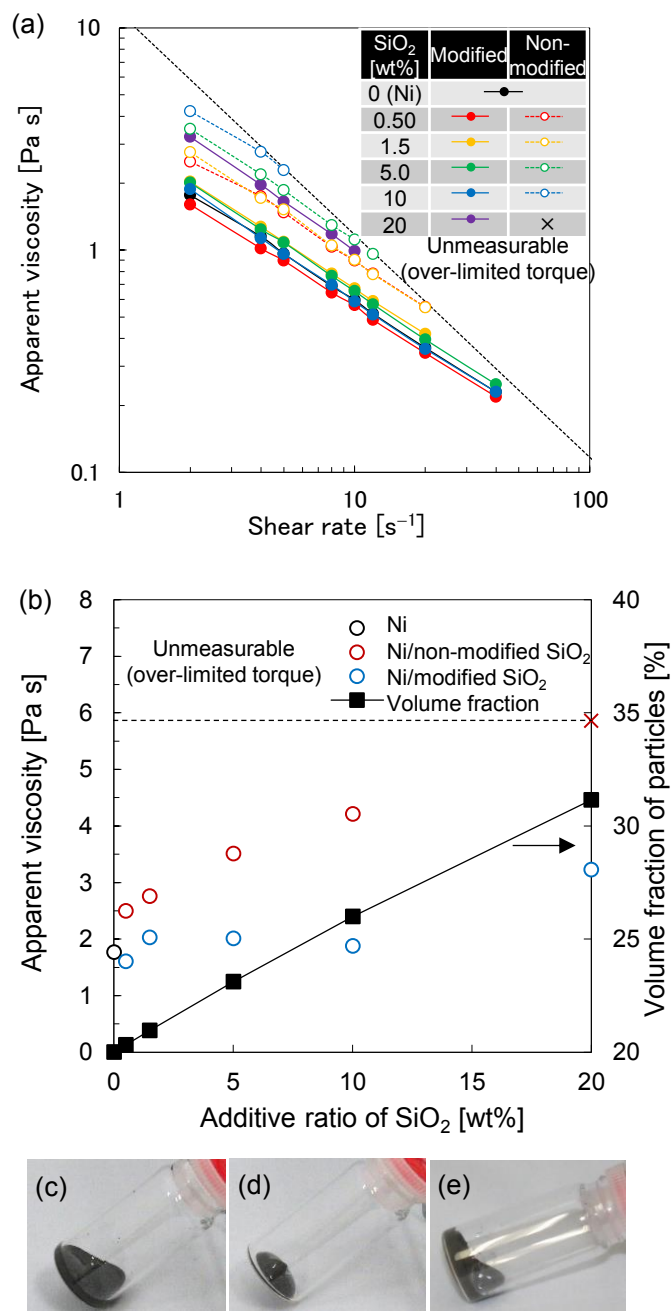 (a)
10
1
0.1
1
10
100
Apparent viscosity [Pa s]
Shear rate [s⁻¹]
SiO₂ [wt%] Modified Non-modified
0 (Ni)
0.50
1.5
5.0
10
20 ×
Unmeasurable
(over-limited torque)
(b)
8
7
6
5
4
3
2
1
0
Apparent viscosity [Pa s]
Unmeasurable
(over-limited torque)
Ni
Ni/non-modified SiO₂
Ni/modified SiO₂
Volume fraction
40
35
30
25
20
Volume fraction of particles [%]
0 5 10 15 20
Additive ratio of SiO₂ [wt%]
(c) (d) (e)